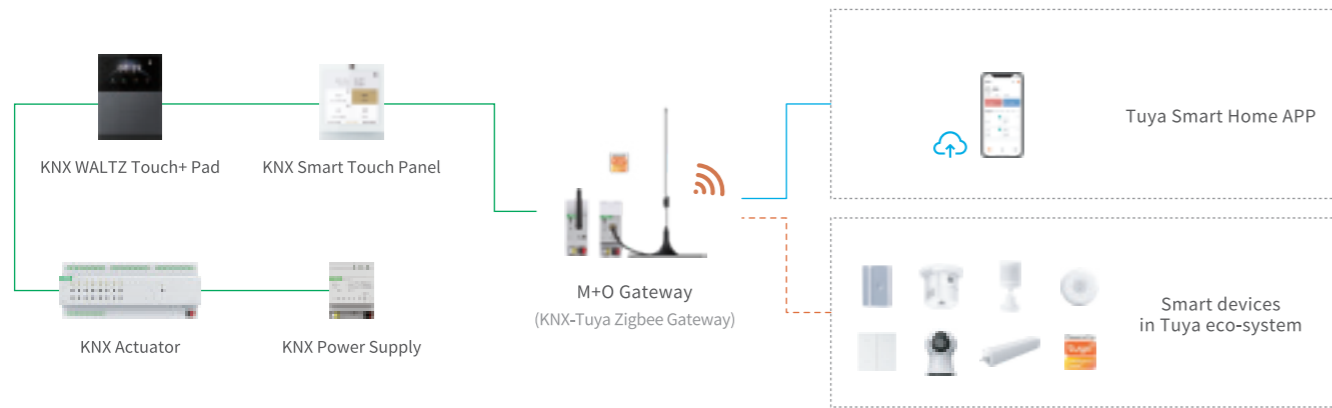 KNX WALTZ Touch+ Pad
KNX Smart Touch Panel
KNX Actuator
KNX Power Supply
M+O Gateway
(KNX-Tuya Zigbee Gateway)
Tuya Smart Home APP
Smart devices
in Tuya eco-system